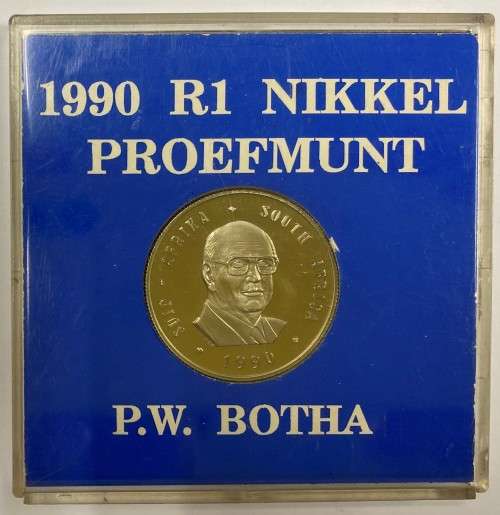 1990 R1 NIKKEL
PROEFMUNT
SUID - AFRIKA • SOUTH AFRICA
1990
P.W. BOTHA